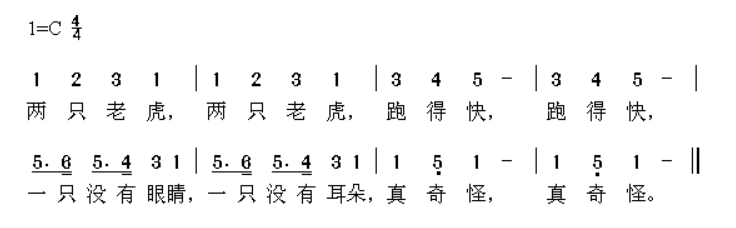 1=C 4/4
1 2 3 1 | 1 2 3 1 | 3 4 5 - | 3 4 5 - |
两只老虎，两只老虎，跑得快，跑得快，
5. 6 5. 4 3 1 | 5. 6 5. 4 3 1 | 1 5̣ 1 - | 1 5̣ 1 - ‖
一只没有眼睛，一只没有耳朵，真奇怪，真奇怪。